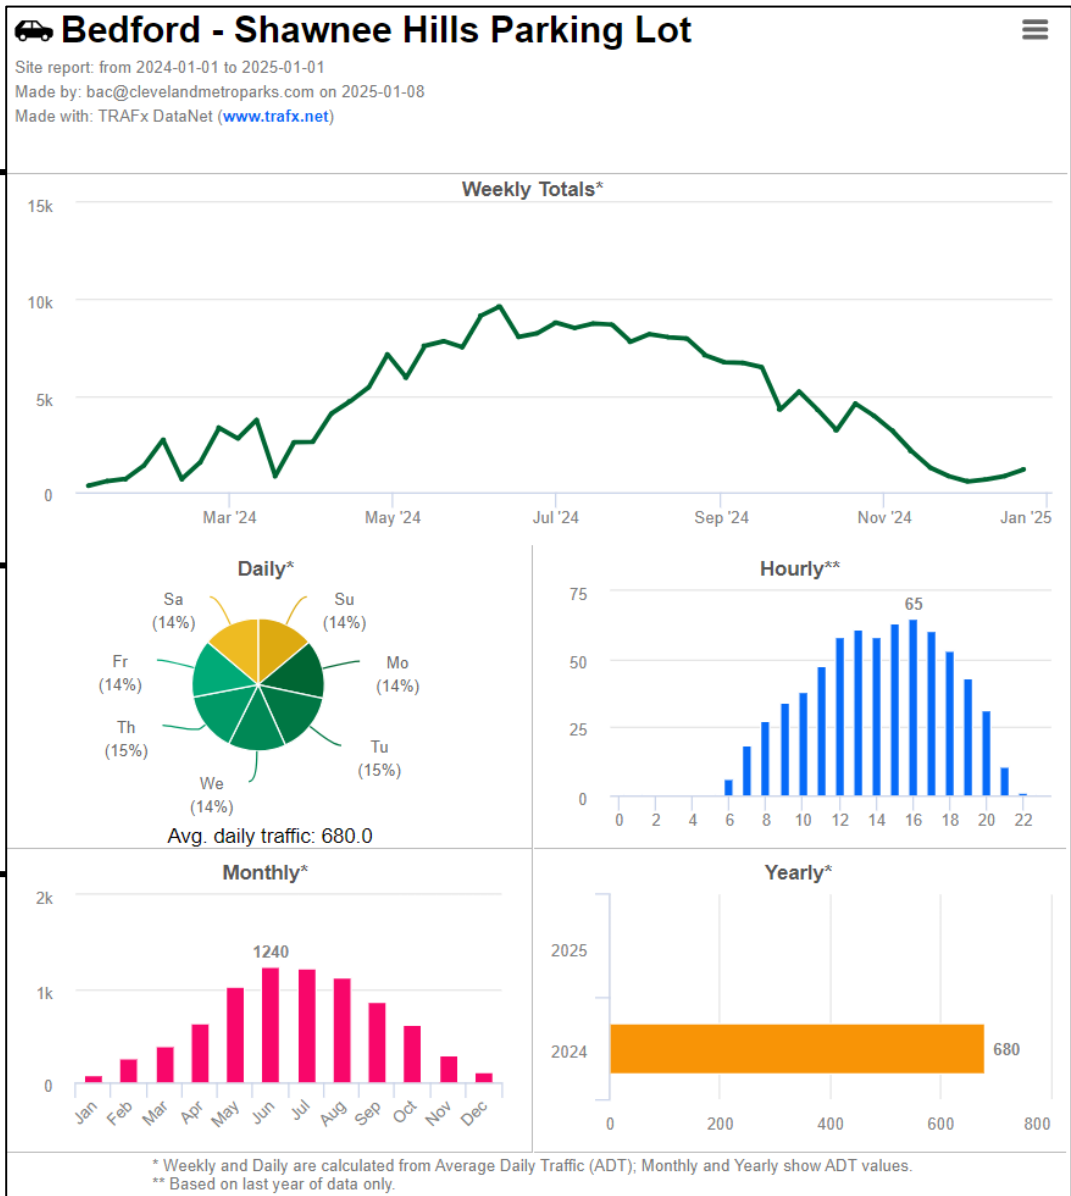 Bedford - Shawnee Hills Parking Lot
Site report: from 2024-01-01 to 2025-01-01
Made by: bac@clevelandmetroparks.com on 2025-01-08
Made with: TRAFx DataNet (www.trafx.net)
Weekly Totals*
15k
10k
5k
0
Mar '24 May '24 Jul '24 Sep '24 Nov '24 Jan '25
Daily*
Sa (14%)
Su (14%)
Fr (14%)
Mo (14%)
Th (15%)
Tu (15%)
We (14%)
Avg. daily traffic: 680.0
Hourly**
75
65
50
25
0
0 2 4 6 8 10 12 14 16 18 20 22
Monthly*
2k
1240
1k
0
Jan Feb Mar Apr May Jun Jul Aug Sep Oct Nov Dec
Yearly*
2025
2024 680
0 200 400 600 800
* Weekly and Daily are calculated from Average Daily Traffic (ADT); Monthly and Yearly show ADT values.
** Based on last year of data only.